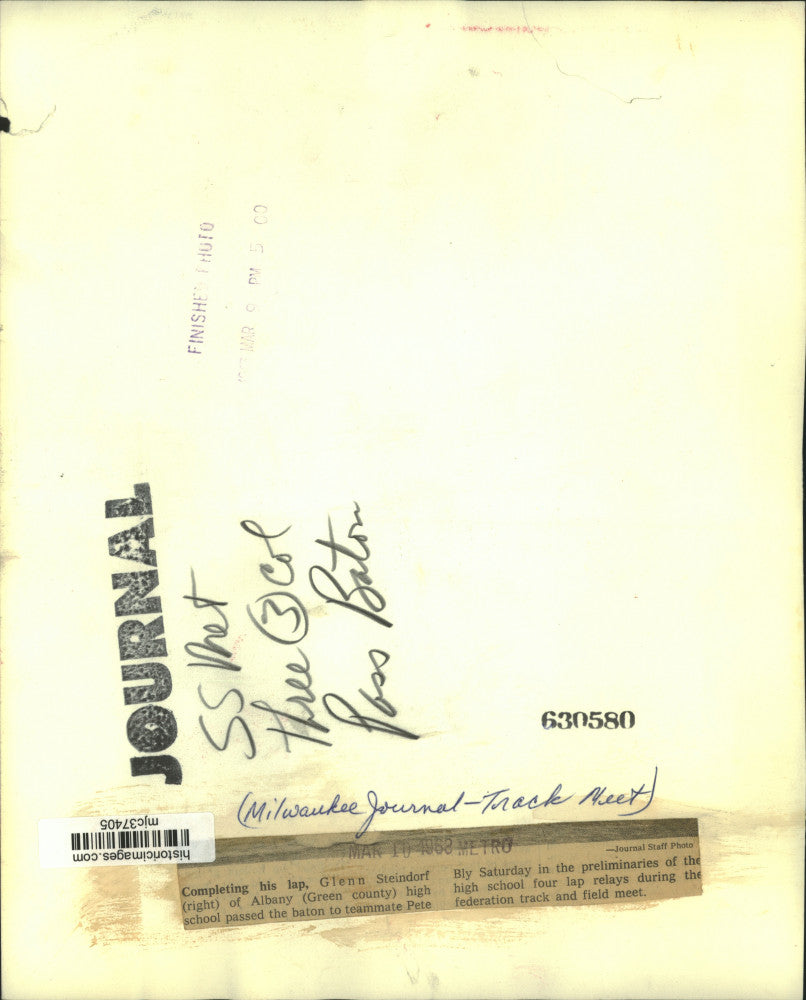 FINISHED PHOTO
MAR 9 PM 5 00
JOURNAL
SS Met
Three (3) Col
Pass Baton
630580
(Milwaukee Journal-Track Meet)
MAR 10 1963 METRO
—Journal Staff Photo
Completing his lap, Glenn Steindorf
(right) of Albany (Green county) high
school passed the baton to teammate Pete
Bly Saturday in the preliminaries of the
high school four lap relays during the
federation track and field meet.
mjc37405
historicimages.com